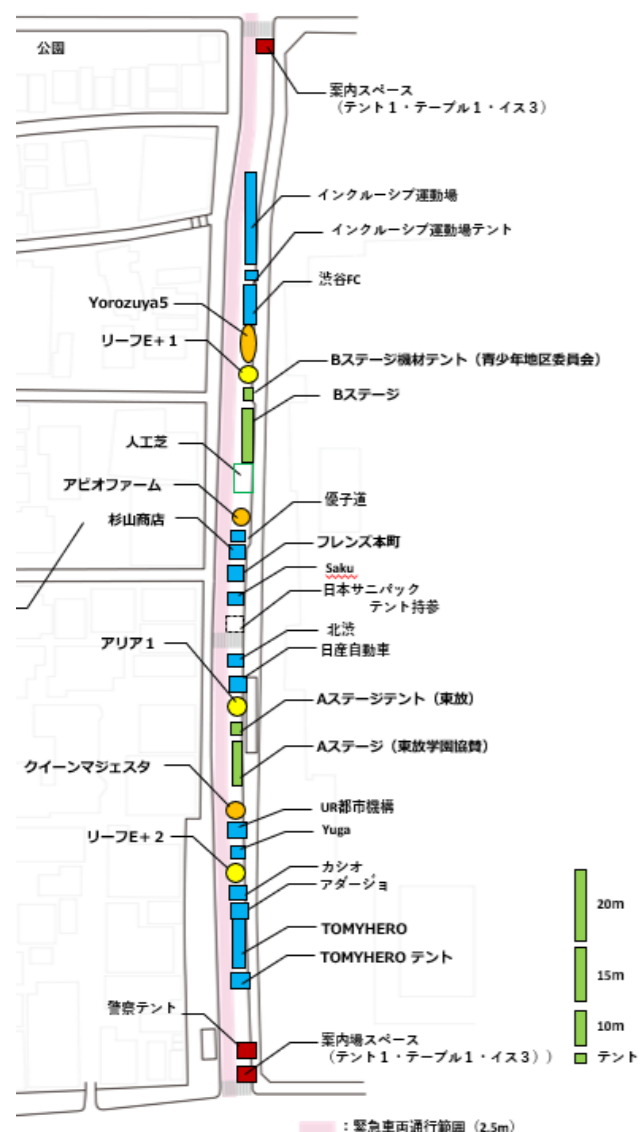 公園
案内スペース
（テント１・テーブル１・イス３）
インクルーシブ運動場
インクルーシブ運動場テント
渋谷FC
Yorozuya5
リーフE＋１
Bステージ機材テント（青少年地区委員会）
Bステージ
人工芝
アビオファーム
優子道
杉山商店
フレンズ本町
Saku
日本サニパック
テント持参
北渋
アリア１
日産自動車
Aステージテント（東放）
Aステージ（東放学園協賛）
クイーンマジェスタ
UR都市機構
Yuga
リーフE＋２
カシオ
アダージョ
TOMYHERO
TOMYHERO テント
20m
15m
10m
テント
警察テント
案内場スペース
（テント１・テーブル１・イス３））
：緊急車両通行範囲（2.5m）